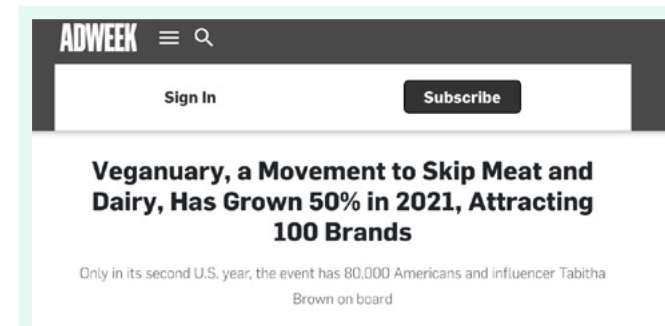 ADWEEK
Sign In
Subscribe
Veganuary, a Movement to Skip Meat and
Dairy, Has Grown 50% in 2021, Attracting
100 Brands
Only in its second U.S. year, the event has 80,000 Americans and influencer Tabitha
Brown on board